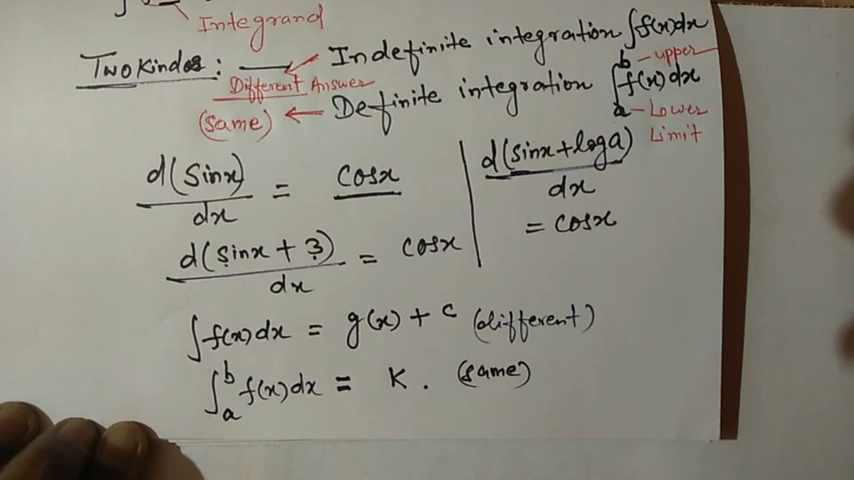 ∫ Integrand
Two Kinds : → Indefinite integration ∫f(x)dx
Different Answer
(same) ← Definite integration ∫ₐᵇ f(x)dx
b - upper
a - Lower
Limit
d(sinx)/dx = cosx
d(sinx + 3)/dx = cosx
d(sinx + log a)/dx
= cosx
∫f(x)dx = g(x) + c (different)
∫ₐᵇ f(x)dx = K . (same)